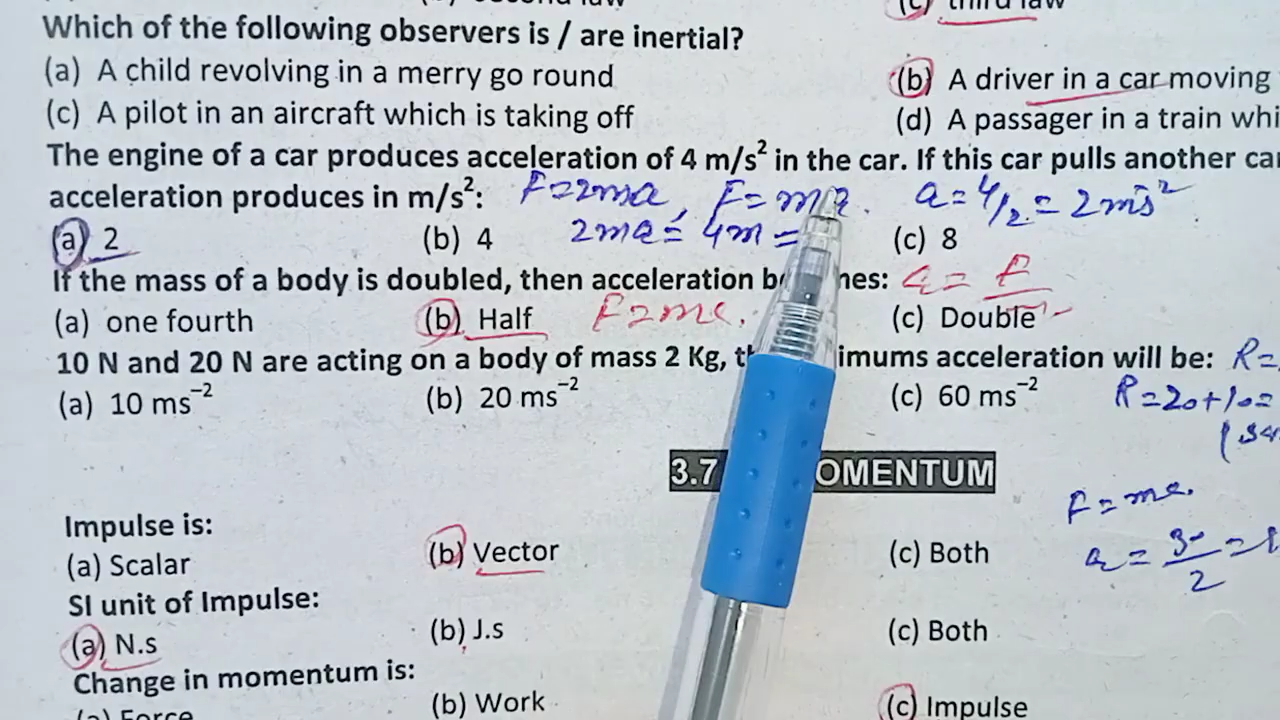 (c) third law
Which of the following observers is / are inertial?
(a) A child revolving in a merry go round (b) A driver in a car moving
(c) A pilot in an aircraft which is taking off (d) A passager in a train whi
The engine of a car produces acceleration of 4 m/s² in the car. If this car pulls another car
acceleration produces in m/s²: F=2ma, F=ma. a=4/2=2ms²
(a) 2 (b) 4 2ma= 4m= (c) 8
If the mass of a body is doubled, then acceleration a= F
(a) one fourth (b) Half F=ma. (c) Double
10 N and 20 N are acting on a body of mass 2 Kg, acceleration will be: R=
(a) 10 ms⁻² (b) 20 ms⁻² (c) 60 ms⁻² R=20+10=
3.7 MOMENTUM
F=ma.
Impulse is:
(a) Scalar (b) Vector (c) Both a=30/2=
SI unit of Impulse:
(a) N.s (b) J.s (c) Both
Change in momentum is:
(a) Force (b) Work (c) Impulse